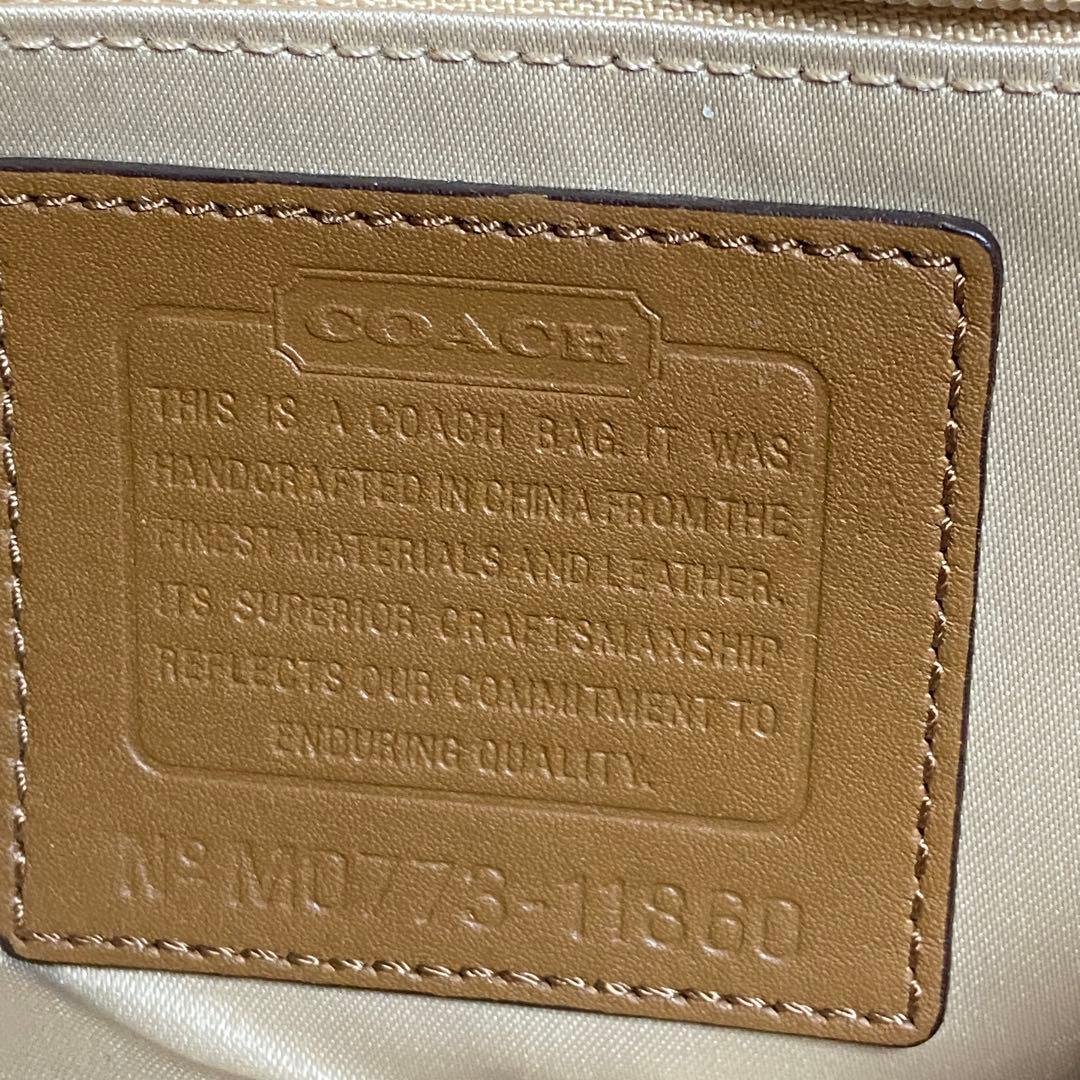 COACH
THIS IS A COACH BAG. IT WAS
HANDCRAFTED IN CHINA FROM THE
FINEST MATERIALS AND LEATHER.
ITS SUPERIOR CRAFTSMANSHIP
REFLECTS OUR COMMITMENT TO
ENDURING QUALITY.
Nº M0773-11860